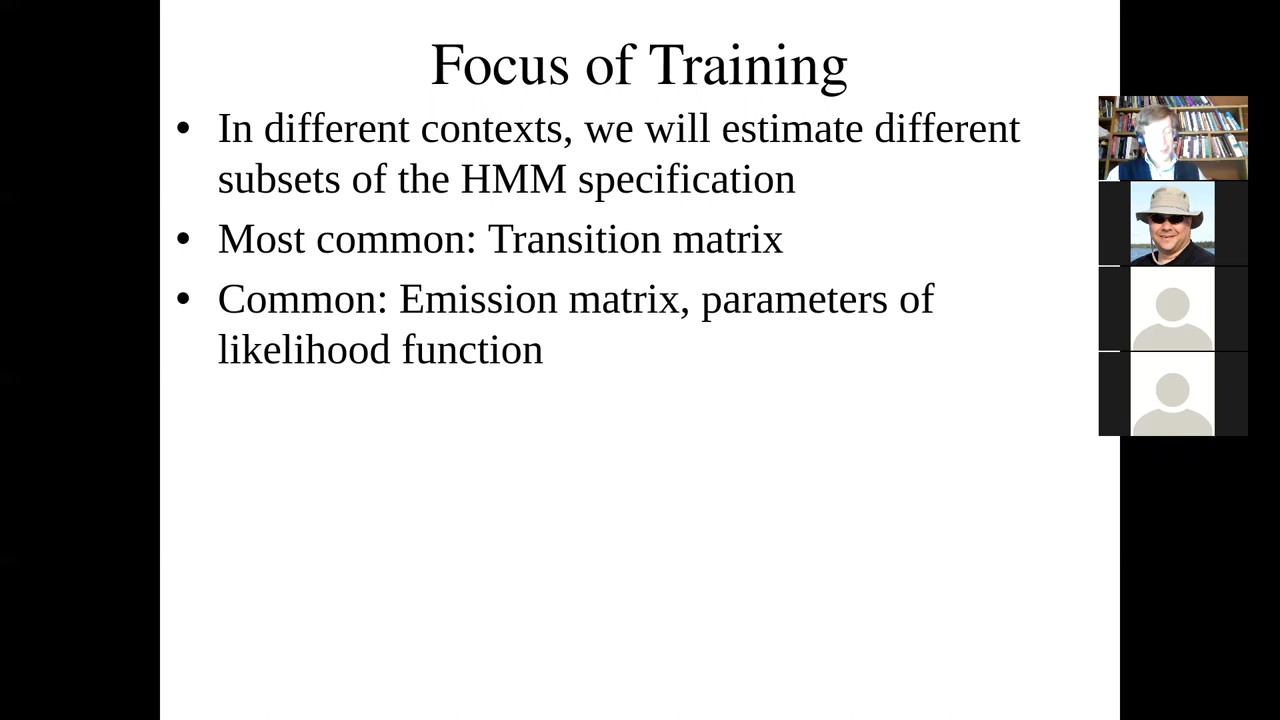 Focus of Training
• In different contexts, we will estimate different
subsets of the HMM specification
• Most common: Transition matrix
• Common: Emission matrix, parameters of
likelihood function